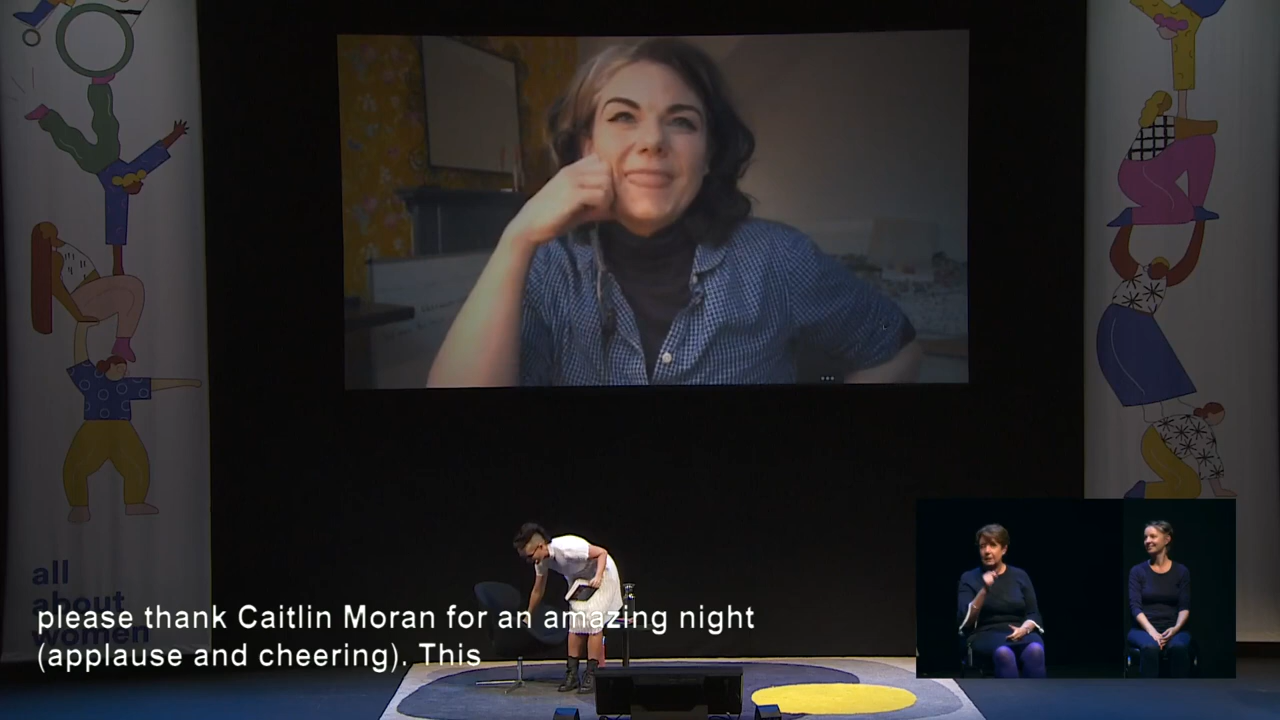 all
about
women
please thank Caitlin Moran for an amazing night
(applause and cheering). This